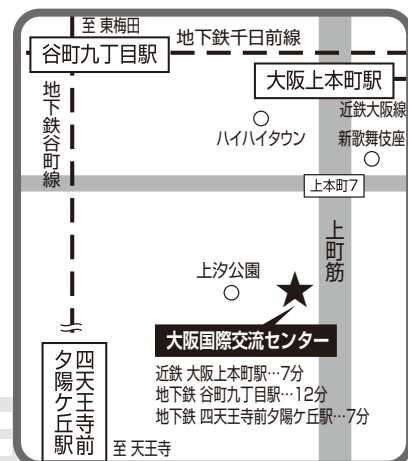 至 東梅田
地下鉄千日前線
谷町九丁目駅
大阪上本町駅
近鉄大阪線
地下鉄谷町線
ハイハイタウン
新歌舞伎座
上本町7
上町筋
上汐公園
大阪国際交流センター
近鉄 大阪上本町駅…7分
地下鉄 谷町九丁目駅…12分
地下鉄 四天王寺前夕陽ケ丘駅…7分
四天王寺前
夕陽ケ丘駅
至 天王寺